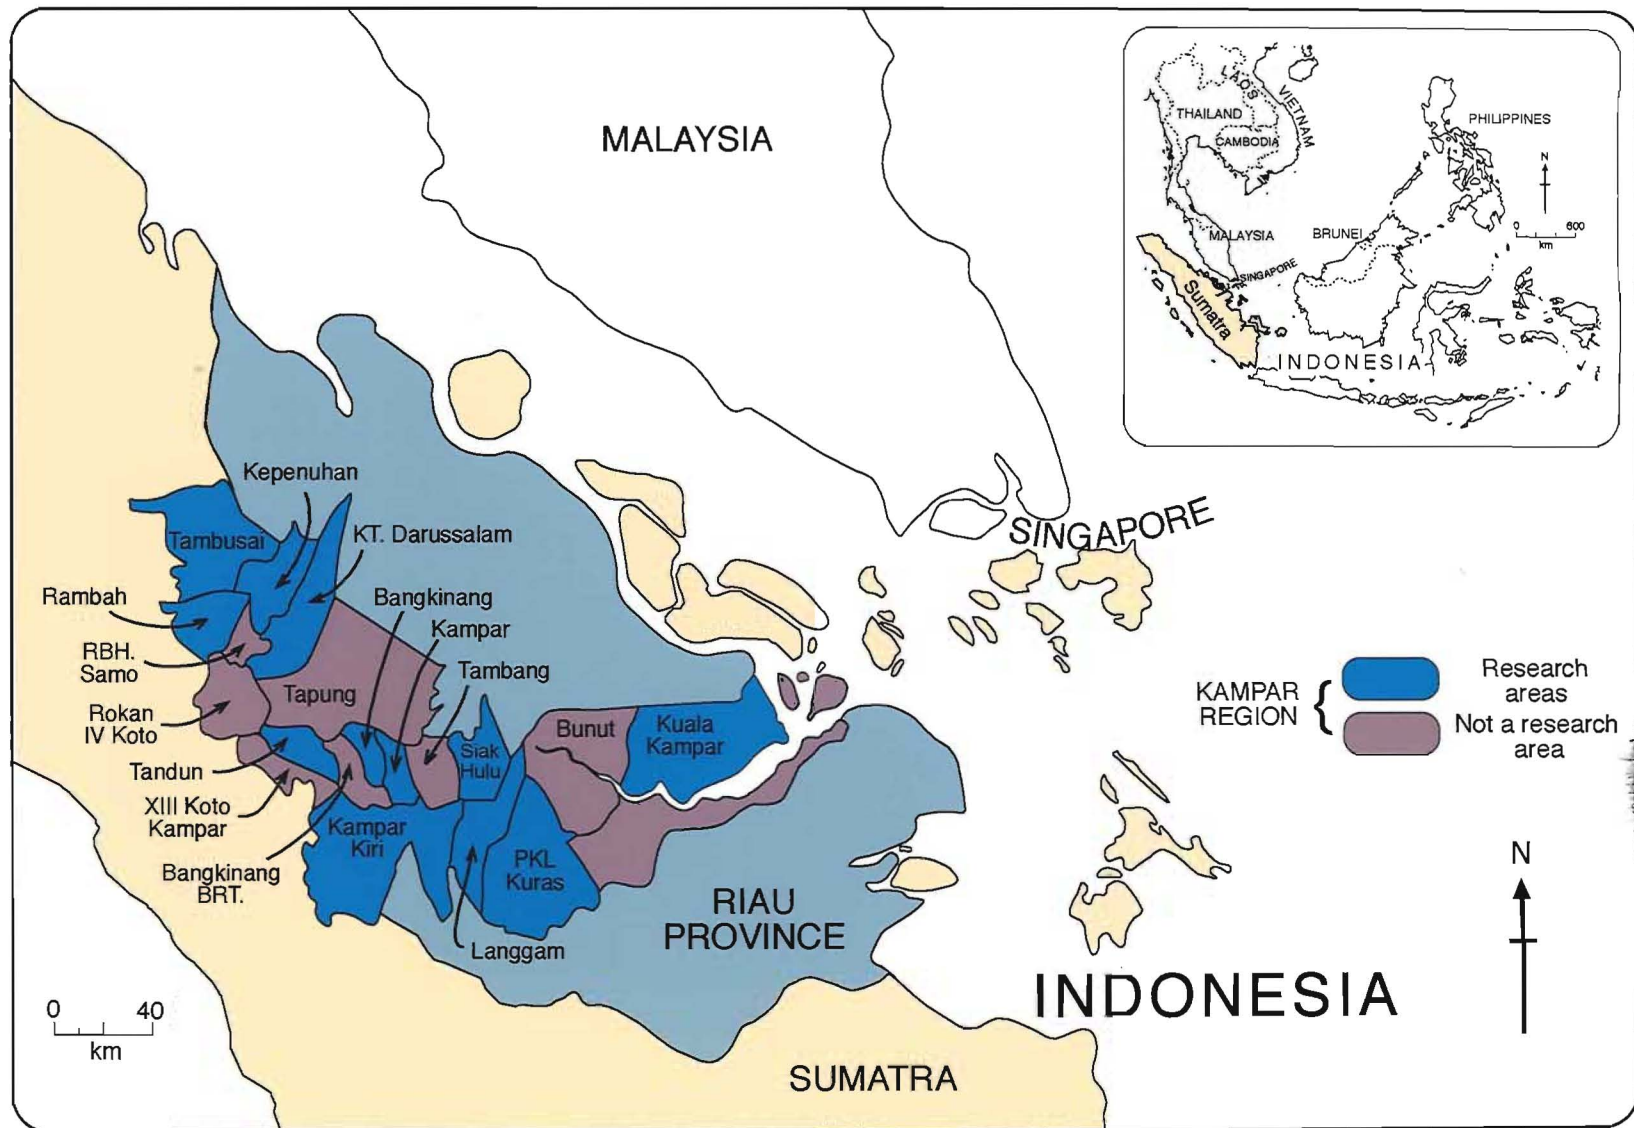 MALAYSIA
LAOS
VIETNAM
THAILAND
CAMBODIA
PHILIPPINES
N
0 600
km
MALAYSIA
BRUNEI
SINGAPORE
Sumatra
INDONESIA
Kepenuhan
Tambusai
KT. Darussalam
SINGAPORE
Rambah
Bangkinang
Kampar
RBH.
Samo
Tambang
Tapung
Rokan
IV Koto
Bunut
Kuala
Kampar
Siak
Hulu
Tandun
XIII Koto
Kampar
Kampar
Kiri
Bangkinang
BRT.
PKL
Kuras
Langgam
KAMPAR
REGION
Research
areas
Not a research
area
RIAU
PROVINCE
INDONESIA
N
0 40
km
SUMATRA